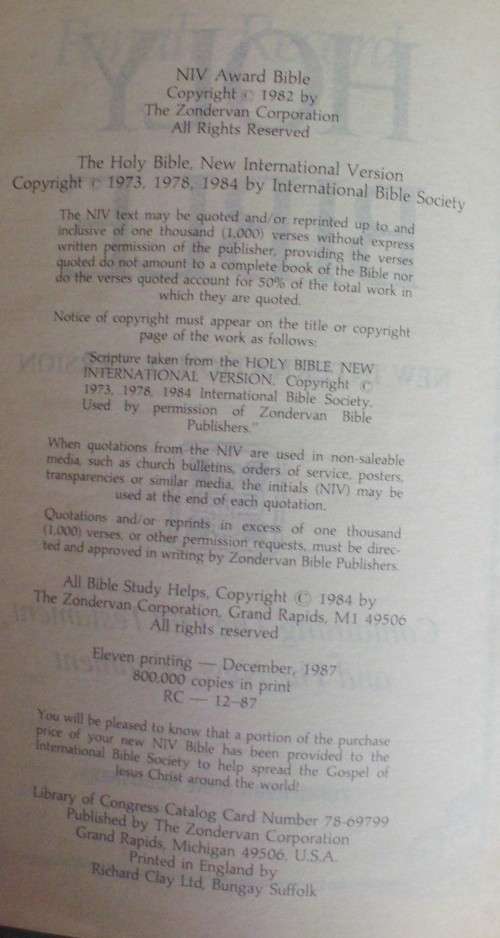 NIV Award Bible
Copyright © 1982 by
The Zondervan Corporation
All Rights Reserved
The Holy Bible, New International Version
Copyright © 1973, 1978, 1984 by International Bible Society
The NIV text may be quoted and/or reprinted up to and
inclusive of one thousand (1,000) verses without express
written permission of the publisher, providing the verses
quoted do not amount to a complete book of the Bible nor
do the verses quoted account for 50% of the total work in
which they are quoted.
Notice of copyright must appear on the title or copyright
page of the work as follows:
"Scripture taken from the HOLY BIBLE, NEW
INTERNATIONAL VERSION. Copyright ©
1973, 1978, 1984 International Bible Society.
Used by permission of Zondervan Bible
Publishers."
When quotations from the NIV are used in non-saleable
media, such as church bulletins, orders of service, posters,
transparencies or similar media, the initials (NIV) may be
used at the end of each quotation.
Quotations and/or reprints in excess of one thousand
(1,000) verses, or other permission requests, must be direc-
ted and approved in writing by Zondervan Bible Publishers.
All Bible Study Helps, Copyright © 1984 by
The Zondervan Corporation, Grand Rapids, M1 49506
All rights reserved
Eleven printing — December, 1987
800,000 copies in print
RC — 12–87
You will be pleased to know that a portion of the purchase
price of your new NIV Bible has been provided to the
International Bible Society to help spread the Gospel of
Jesus Christ around the world!
Library of Congress Catalog Card Number 78-69799
Published by The Zondervan Corporation
Grand Rapids, Michigan 49506, U.S.A.
Printed in England by
Richard Clay Ltd, Bungay Suffolk